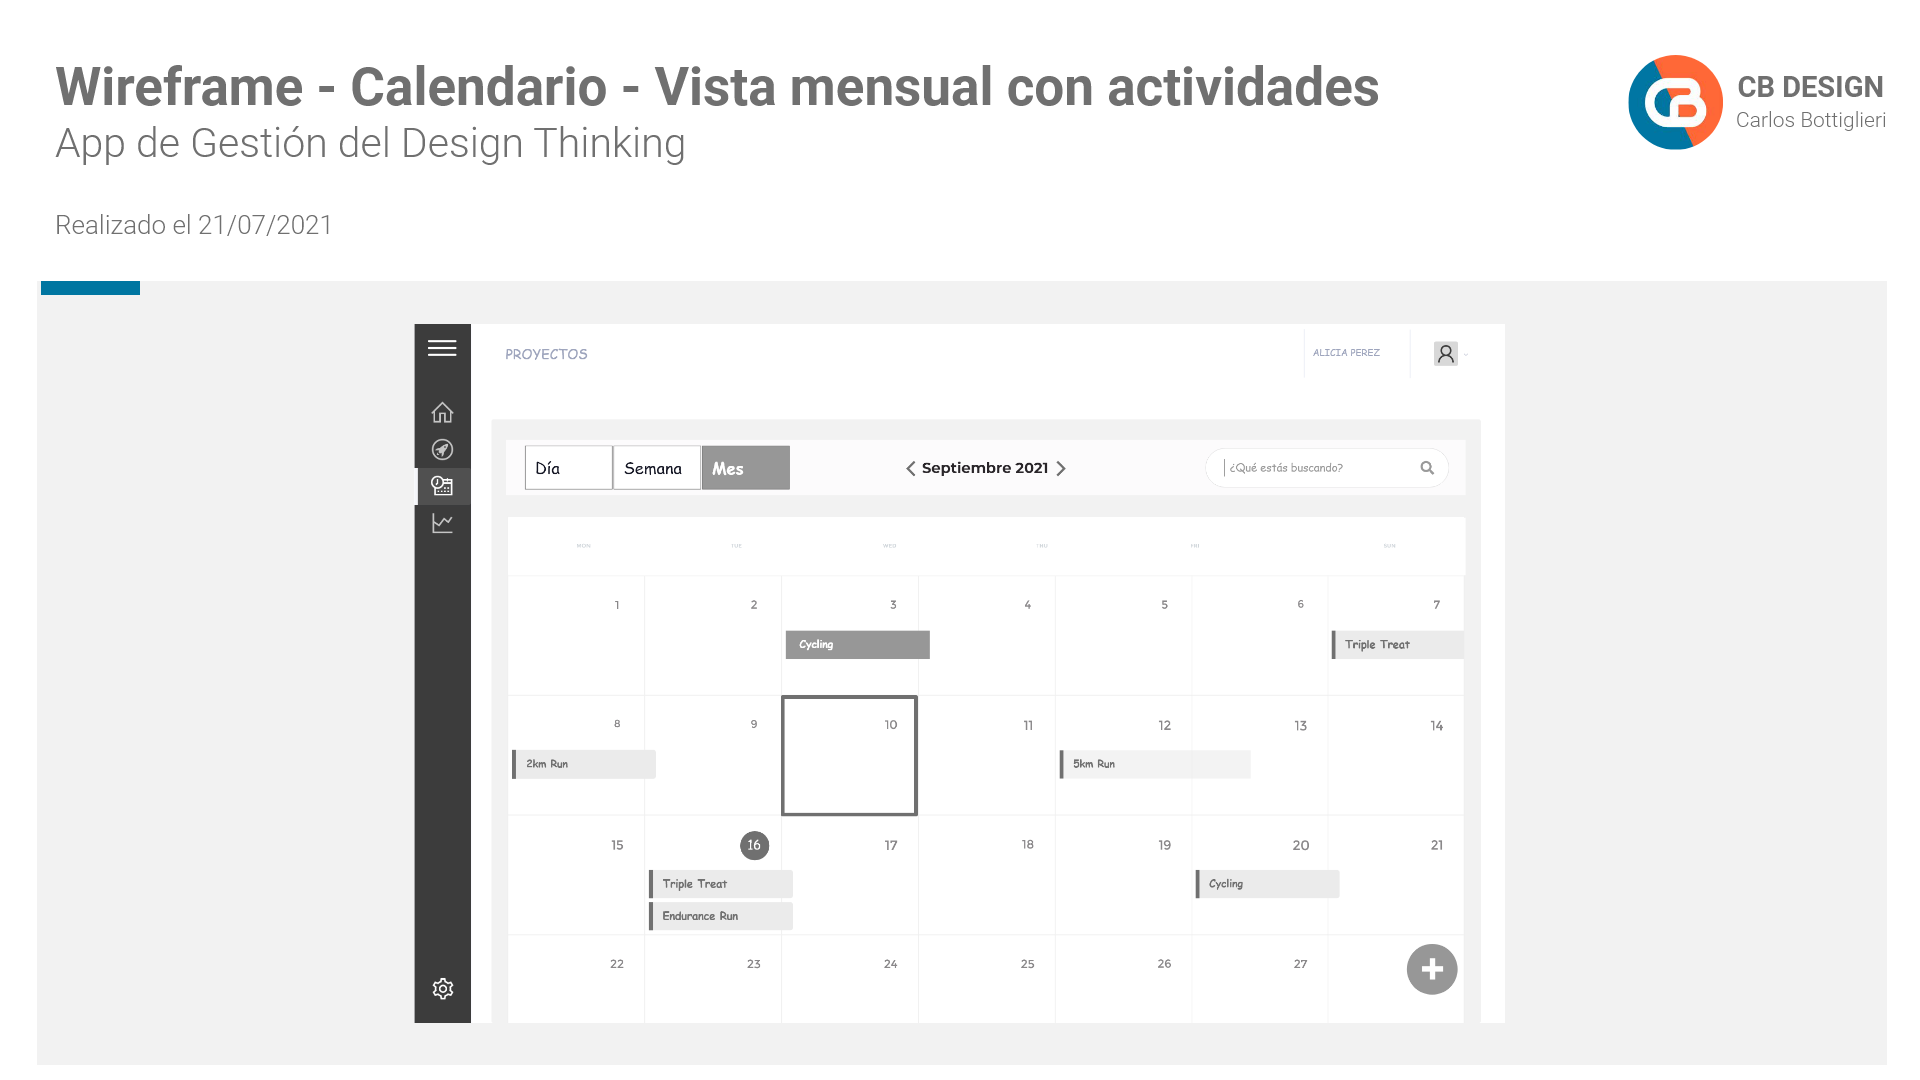 Wireframe - Calendario - Vista mensual con actividades
App de Gestión del Design Thinking
CB DESIGN
Carlos Bottiglieri
Realizado el 21/07/2021
PROYECTOS
ALICIA PEREZ
Día
Semana
Mes
Septiembre 2021
¿Qué estás buscando?
MON TUE WED THU FRI SUN
1 2 3 4 5 6 7
Cycling
Triple Treat
8 9 10 11 12 13 14
2km Run
5km Run
15 16 17 18 19 20 21
Triple Treat
Cycling
Endurance Run
22 23 24 25 26 27